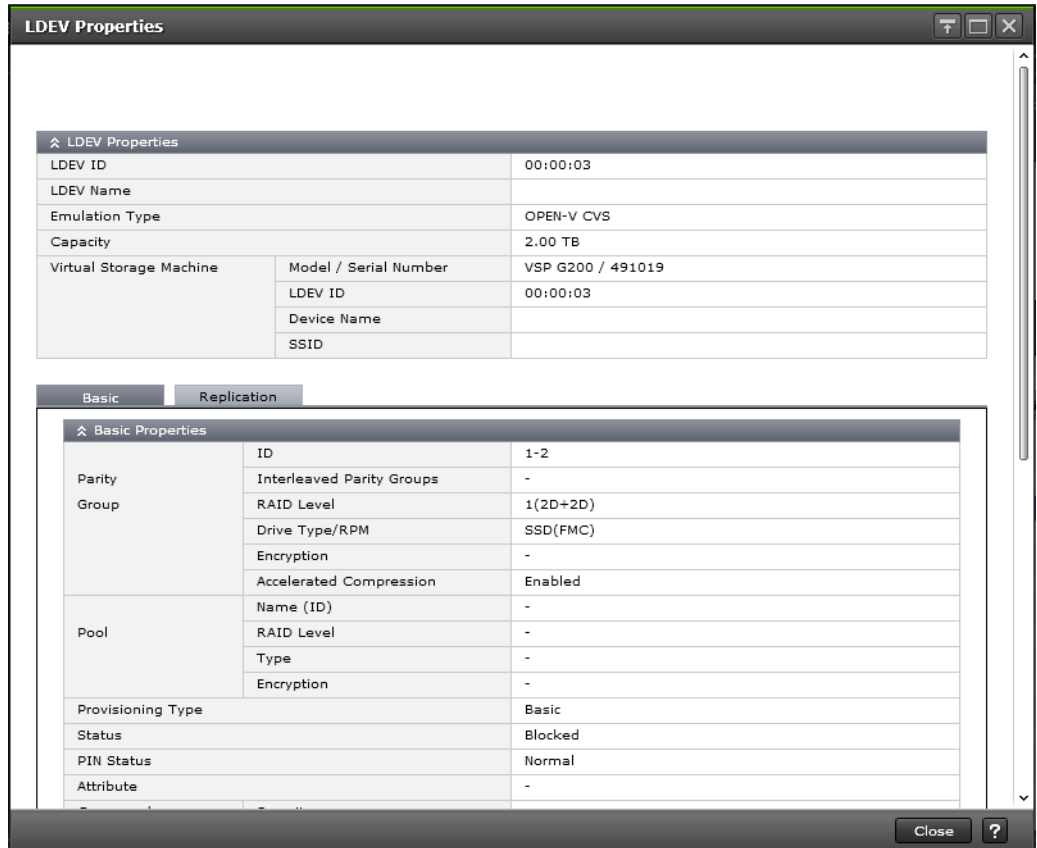 LDEV Properties
LDEV Properties
LDEV ID 00:00:03
LDEV Name
Emulation Type OPEN-V CVS
Capacity 2.00 TB
Virtual Storage Machine Model / Serial Number VSP G200 / 491019
LDEV ID 00:00:03
Device Name
SSID
Basic Replication
Basic Properties
ID 1-2
Parity Interleaved Parity Groups -
Group RAID Level 1(2D+2D)
Drive Type/RPM SSD(FMC)
Encryption -
Accelerated Compression Enabled
Name (ID) -
Pool RAID Level -
Type -
Encryption -
Provisioning Type Basic
Status Blocked
PIN Status Normal
Attribute -
Close ?